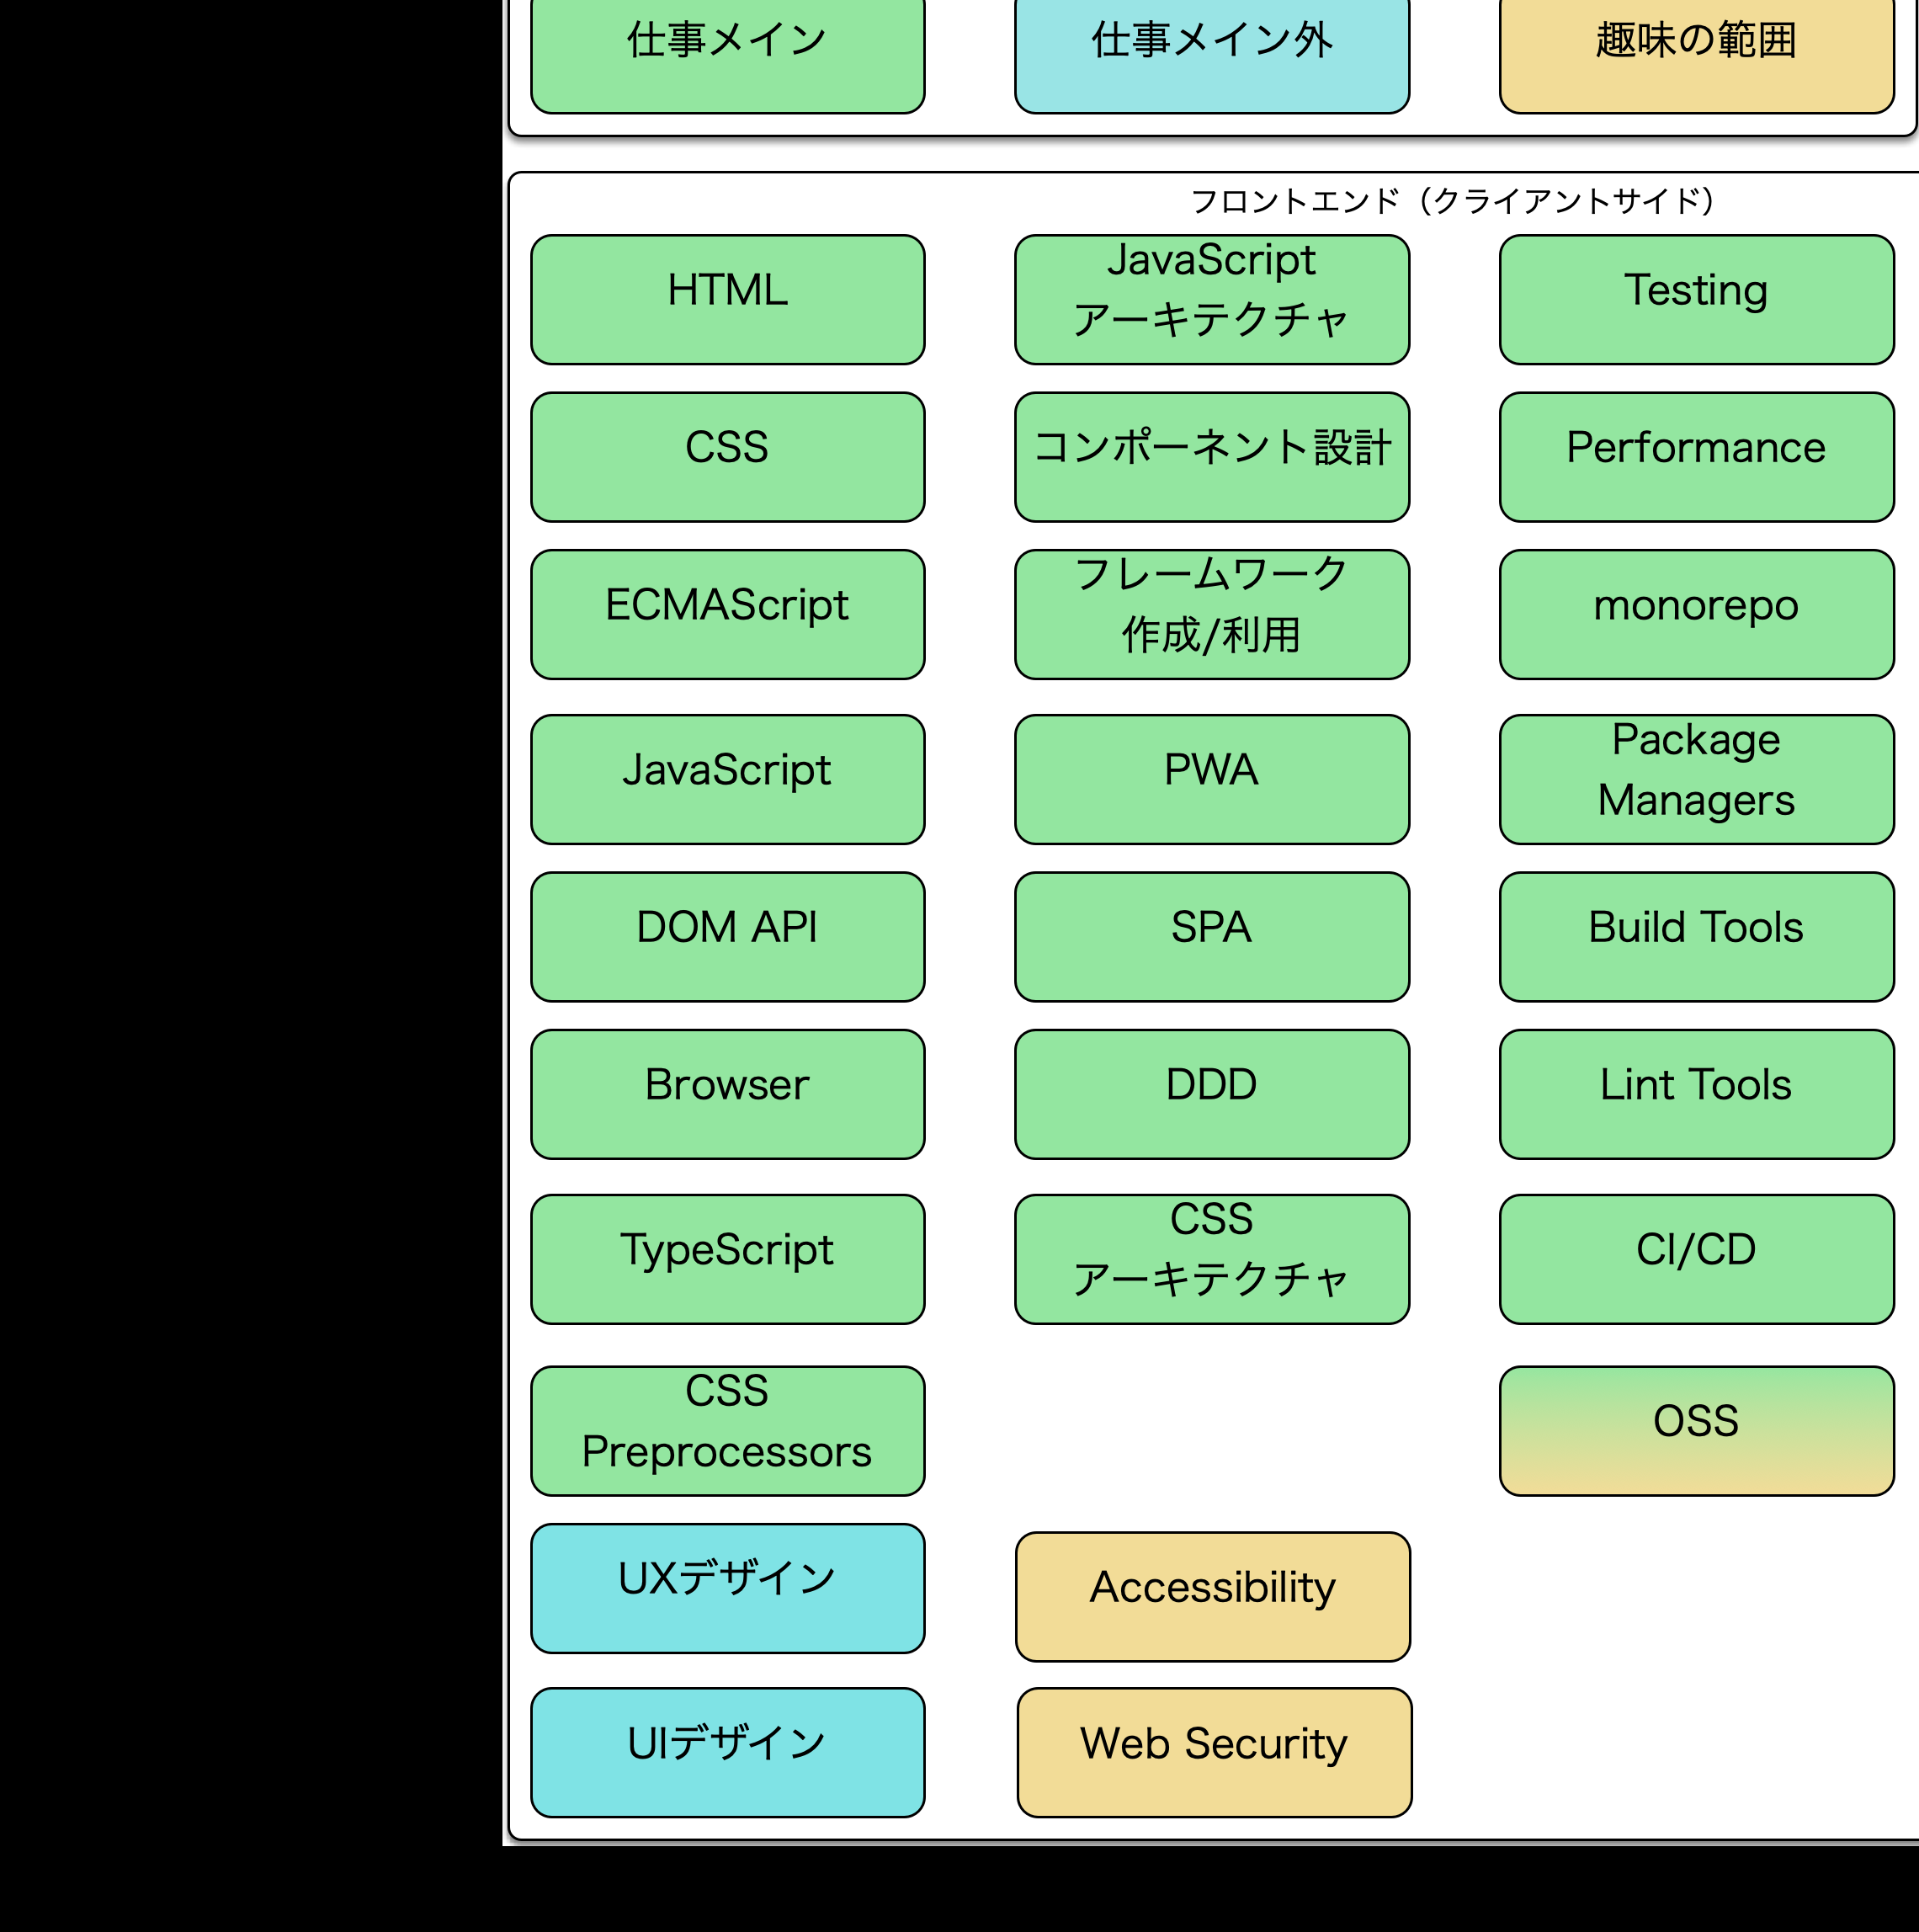 仕事メイン
仕事メイン外
趣味の範囲
フロントエンド（クライアントサイド）
HTML
JavaScript
アーキテクチャ
Testing
CSS
コンポーネント設計
Performance
ECMAScript
フレームワーク
作成/利用
monorepo
JavaScript
PWA
Package
Managers
DOM API
SPA
Build Tools
Browser
DDD
Lint Tools
TypeScript
CSS
アーキテクチャ
CI/CD
CSS
Preprocessors
OSS
UXデザイン
Accessibility
UIデザイン
Web Security